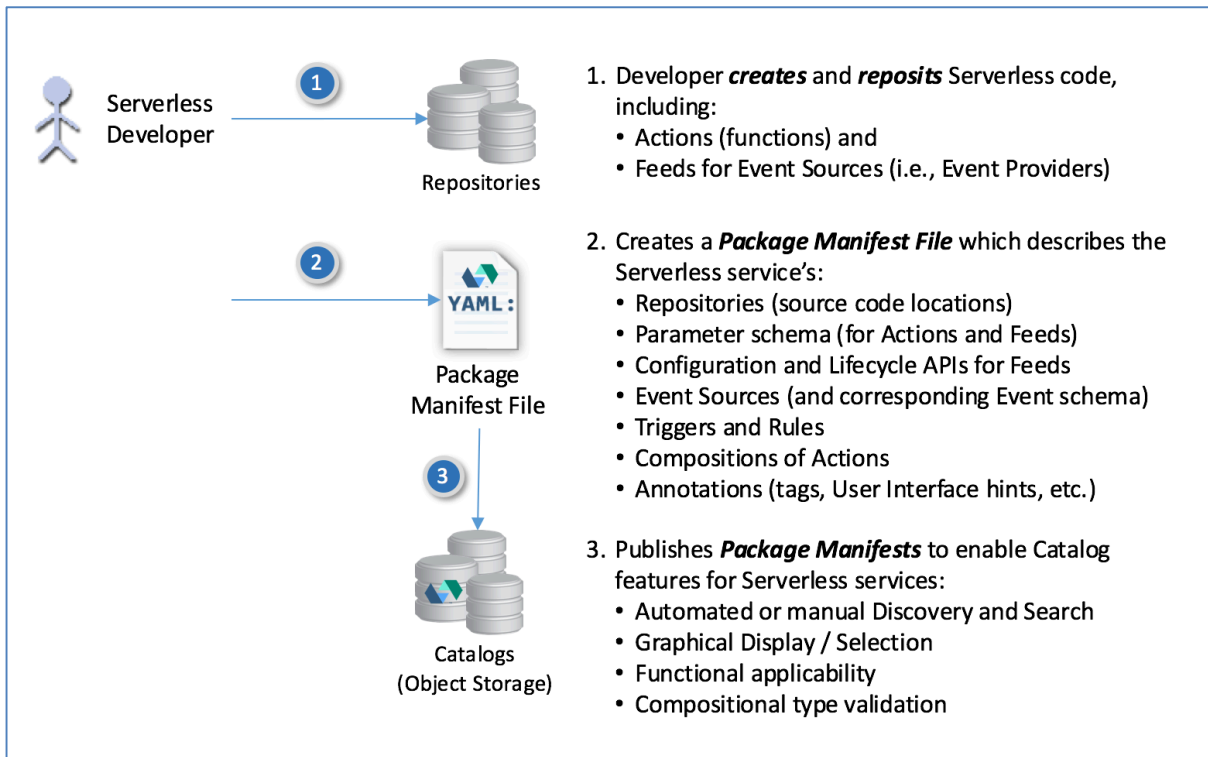 1
Serverless
Developer
Repositories
1. Developer creates and reposits Serverless code,
including:
• Actions (functions) and
• Feeds for Event Sources (i.e., Event Providers)
2
YAML:
Package
Manifest File
2. Creates a Package Manifest File which describes the
Serverless service’s:
• Repositories (source code locations)
• Parameter schema (for Actions and Feeds)
• Configuration and Lifecycle APIs for Feeds
• Event Sources (and corresponding Event schema)
• Triggers and Rules
• Compositions of Actions
• Annotations (tags, User Interface hints, etc.)
3
Catalogs
(Object Storage)
3. Publishes Package Manifests to enable Catalog
features for Serverless services:
• Automated or manual Discovery and Search
• Graphical Display / Selection
• Functional applicability
• Compositional type validation